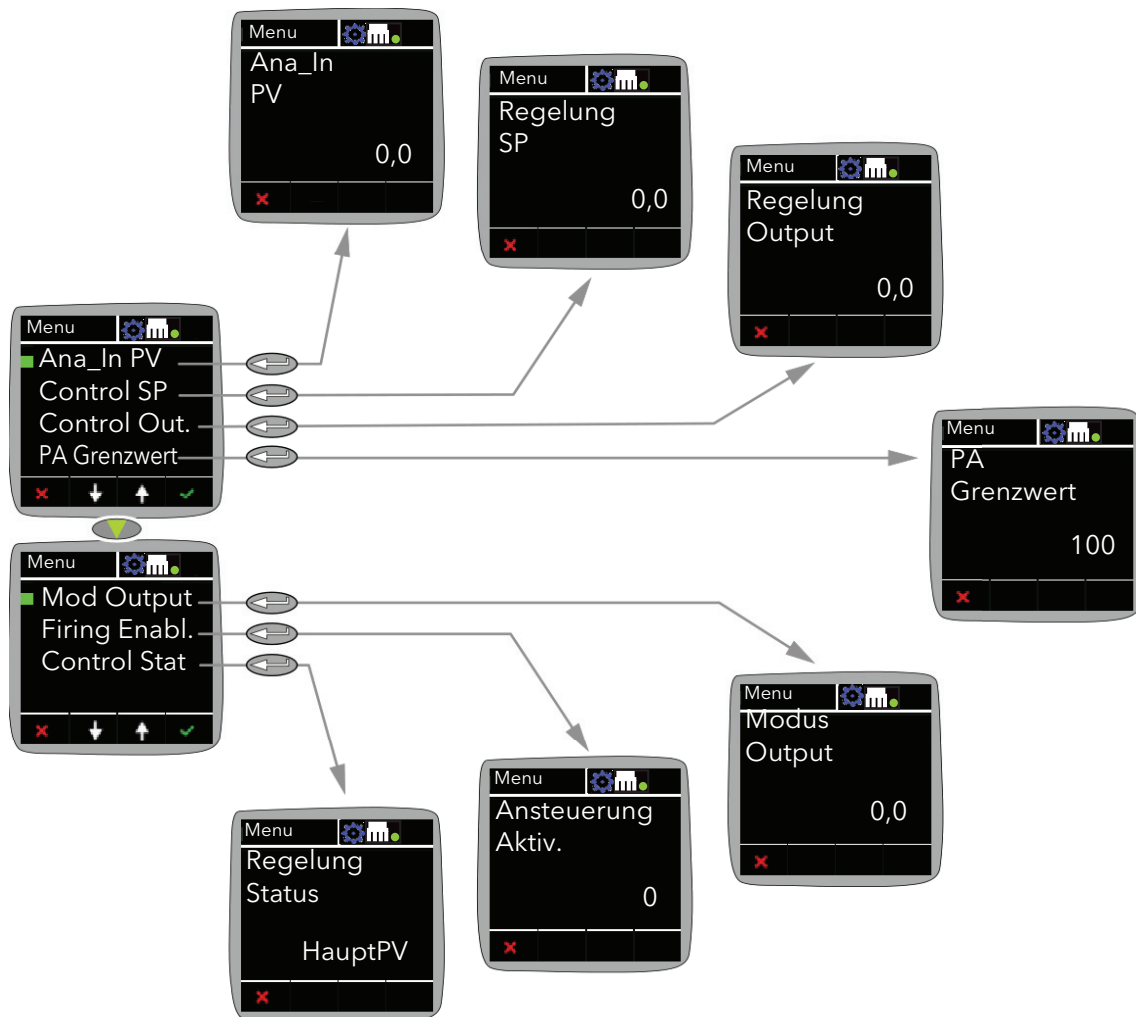 Menu
Ana_In
PV
0,0
Menu
Regelung
SP
0,0
Menu
Regelung
Output
0,0
Menu
Ana_In PV
Control SP
Control Out.
PA Grenzwert
Menu
PA
Grenzwert
100
Menu
Mod Output
Firing Enabl.
Control Stat
Menu
Modus
Output
0,0
Menu
Ansteuerung
Aktiv.
0
Menu
Regelung
Status
HauptPV